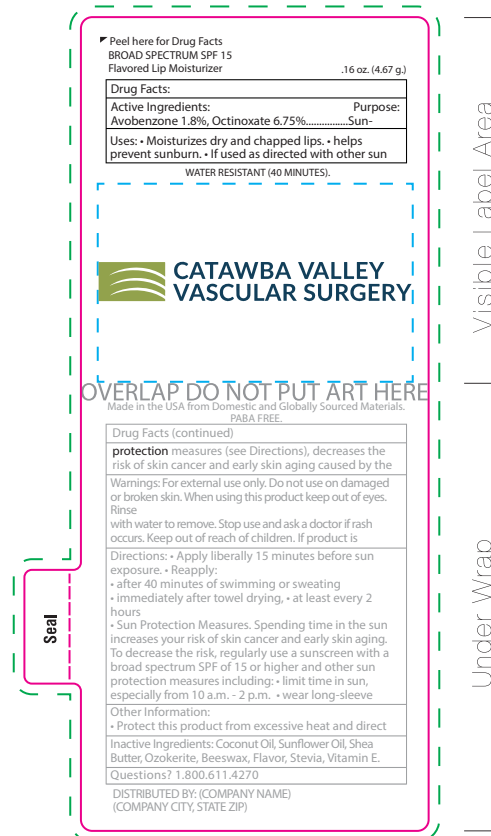 Peel here for Drug Facts
BROAD SPECTRUM SPF 15
Flavored Lip Moisturizer .16 oz. (4.67 g.)
Drug Facts:
Active Ingredients: Purpose:
Avobenzone 1.8%, Octinoxate 6.75%................Sun-
Uses: • Moisturizes dry and chapped lips. • helps
prevent sunburn. • If used as directed with other sun
WATER RESISTANT (40 MINUTES).
CATAWBA VALLEY
VASCULAR SURGERY
OVERLAP DO NOT PUT ART HERE
Made in the USA from Domestic and Globally Sourced Materials.
PABA FREE.
Drug Facts (continued)
protection measures (see Directions), decreases the
risk of skin cancer and early skin aging caused by the
Warnings: For external use only. Do not use on damaged
or broken skin. When using this product keep out of eyes.
Rinse
with water to remove. Stop use and ask a doctor if rash
occurs. Keep out of reach of children. If product is
Directions: • Apply liberally 15 minutes before sun
exposure. • Reapply:
• after 40 minutes of swimming or sweating
• immediately after towel drying, • at least every 2
hours
• Sun Protection Measures. Spending time in the sun
increases your risk of skin cancer and early skin aging.
To decrease the risk, regularly use a sunscreen with a
broad spectrum SPF of 15 or higher and other sun
protection measures including: • limit time in sun,
especially from 10 a.m. - 2 p.m. • wear long-sleeve
Other Information:
• Protect this product from excessive heat and direct
Inactive Ingredients: Coconut Oil, Sunflower Oil, Shea
Butter, Ozokerite, Beeswax, Flavor, Stevia, Vitamin E.
Questions? 1.800.611.4270
DISTRIBUTED BY: (COMPANY NAME)
(COMPANY CITY, STATE ZIP)
Seal
Visible Label Area
Under Wrap